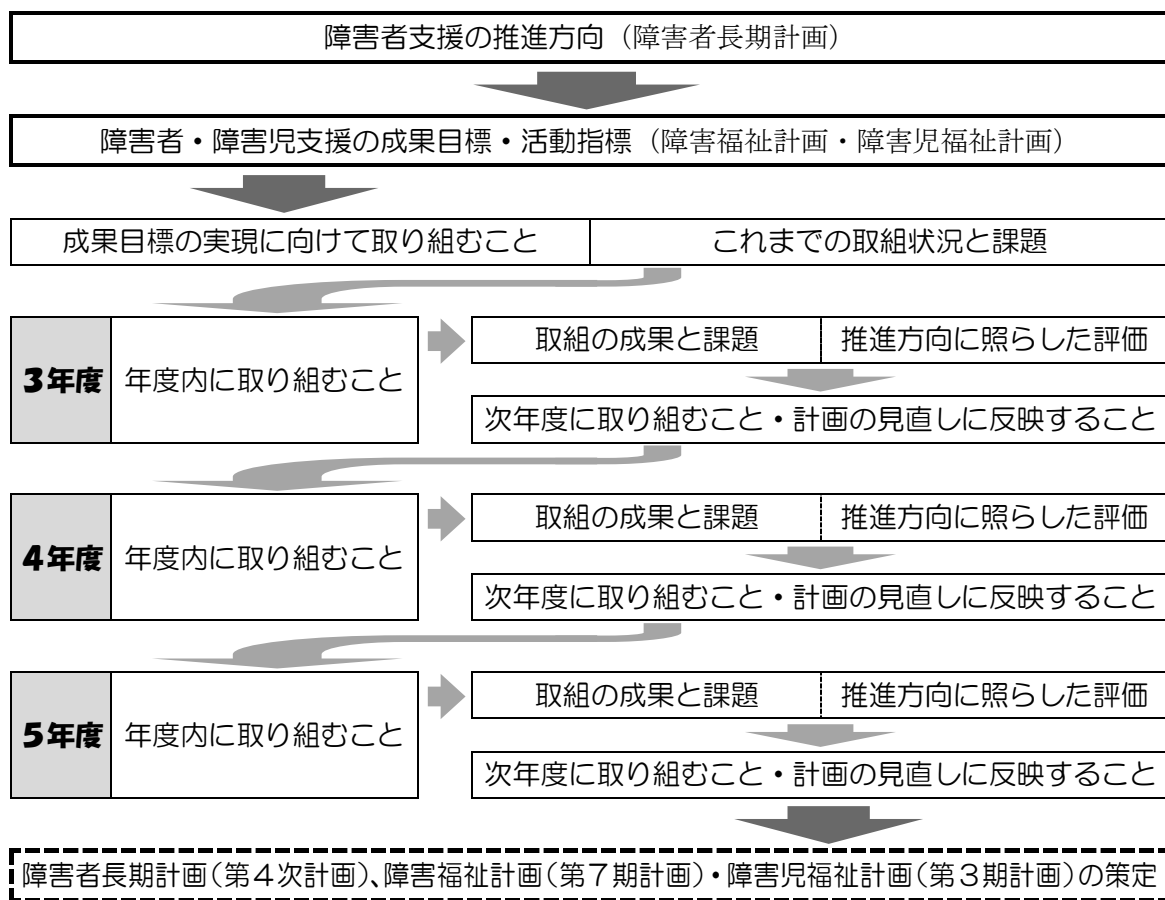 障害者支援の推進方向（障害者長期計画）
障害者・障害児支援の成果目標・活動指標（障害福祉計画・障害児福祉計画）
成果目標の実現に向けて取り組むこと
これまでの取組状況と課題
3年度
年度内に取り組むこと
取組の成果と課題
推進方向に照らした評価
次年度に取り組むこと・計画の見直しに反映すること
4年度
年度内に取り組むこと
取組の成果と課題
推進方向に照らした評価
次年度に取り組むこと・計画の見直しに反映すること
5年度
年度内に取り組むこと
取組の成果と課題
推進方向に照らした評価
次年度に取り組むこと・計画の見直しに反映すること
障害者長期計画（第４次計画）、障害福祉計画（第７期計画）・障害児福祉計画（第３期計画）の策定